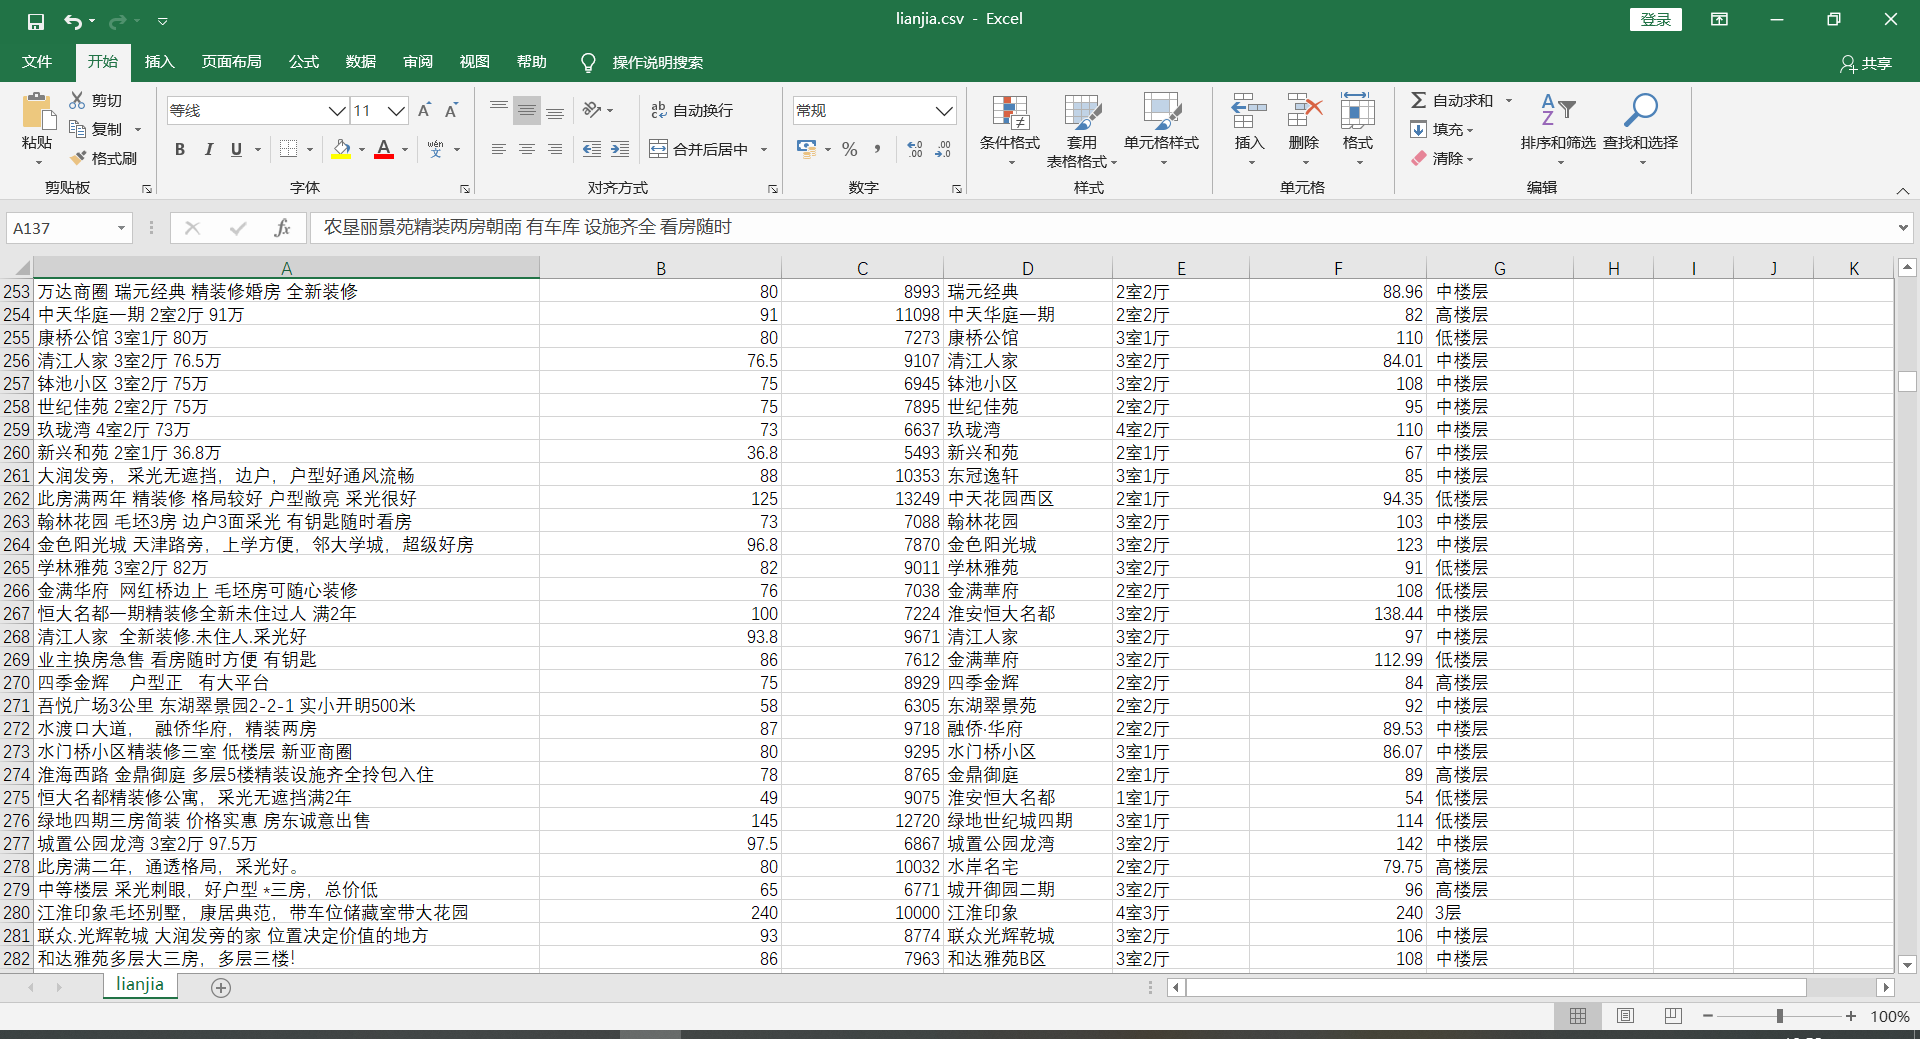 lianjia.csv - Excel
登录
文件 开始 插入 页面布局 公式 数据 审阅 视图 帮助 操作说明搜索 共享
粘贴 剪切 复制 格式刷 剪贴板
等线 11 B I U A wén 文 字体
ab 自动换行 合并后居中 对齐方式
常规 % , 数字
条件格式 套用 表格格式 单元格样式 样式
插入 删除 格式 单元格
自动求和 填充 清除 排序和筛选 查找和选择 编辑
A137 fx 农垦丽景苑精装两房朝南 有车库 设施齐全 看房随时
A B C D E F G H I J K
253 万达商圈 瑞元经典 精装修婚房 全新装修 80 8993 瑞元经典 2室2厅 88.96 中楼层
254 中天华庭一期 2室2厅 91万 91 11098 中天华庭一期 2室2厅 82 高楼层
255 康桥公馆 3室1厅 80万 80 7273 康桥公馆 3室1厅 110 低楼层
256 清江人家 3室2厅 76.5万 76.5 9107 清江人家 3室2厅 84.01 中楼层
257 钵池小区 3室2厅 75万 75 6945 钵池小区 3室2厅 108 中楼层
258 世纪佳苑 2室2厅 75万 75 7895 世纪佳苑 2室2厅 95 中楼层
259 玖珑湾 4室2厅 73万 73 6637 玖珑湾 4室2厅 110 中楼层
260 新兴和苑 2室1厅 36.8万 36.8 5493 新兴和苑 2室1厅 67 中楼层
261 大润发旁，采光无遮挡，边户，户型好通风流畅 88 10353 东冠逸轩 3室1厅 85 中楼层
262 此房满两年 精装修 格局较好 户型敞亮 采光很好 125 13249 中天花园西区 2室1厅 94.35 低楼层
263 翰林花园 毛坯3房 边户3面采光 有钥匙随时看房 73 7088 翰林花园 3室2厅 103 中楼层
264 金色阳光城 天津路旁，上学方便，邻大学城，超级好房 96.8 7870 金色阳光城 3室2厅 123 中楼层
265 学林雅苑 3室2厅 82万 82 9011 学林雅苑 3室2厅 91 低楼层
266 金满华府 网红桥边上 毛坯房可随心装修 76 7038 金满華府 2室2厅 108 低楼层
267 恒大名都一期精装修全新未住过人 满2年 100 7224 淮安恒大名都 3室2厅 138.44 中楼层
268 清江人家 全新装修.未住人.采光好 93.8 9671 清江人家 3室2厅 97 中楼层
269 业主换房急售 看房随时方便 有钥匙 86 7612 金满華府 3室2厅 112.99 低楼层
270 四季金辉 户型正 有大平台 75 8929 四季金辉 2室2厅 84 高楼层
271 吾悦广场3公里 东湖翠景园2-2-1 实小开明500米 58 6305 东湖翠景苑 2室2厅 92 中楼层
272 水渡口大道， 融侨华府，精装两房 87 9718 融侨·华府 2室2厅 89.53 中楼层
273 水门桥小区精装修三室 低楼层 新亚商圈 80 9295 水门桥小区 3室1厅 86.07 中楼层
274 淮海西路 金鼎御庭 多层5楼精装设施齐全拎包入住 78 8765 金鼎御庭 2室1厅 89 高楼层
275 恒大名都精装修公寓，采光无遮挡满2年 49 9075 淮安恒大名都 1室1厅 54 低楼层
276 绿地四期三房简装 价格实惠 房东诚意出售 145 12720 绿地世纪城四期 3室1厅 114 低楼层
277 城置公园龙湾 3室2厅 97.5万 97.5 6867 城置公园龙湾 3室2厅 142 中楼层
278 此房满二年，通透格局，采光好。 80 10032 水岸名宅 2室2厅 79.75 高楼层
279 中等楼层 采光刺眼，好户型 *三房，总价低 65 6771 城开御园二期 3室2厅 96 高楼层
280 江淮印象毛坯别墅，康居典范，带车位储藏室带大花园 240 10000 江淮印象 4室3厅 240 3层
281 联众.光辉乾城 大润发旁的家 位置决定价值的地方 93 8774 联众光辉乾城 3室2厅 106 中楼层
282 和达雅苑多层大三房，多层三楼！ 86 7963 和达雅苑B区 3室2厅 108 中楼层
lianjia
100%